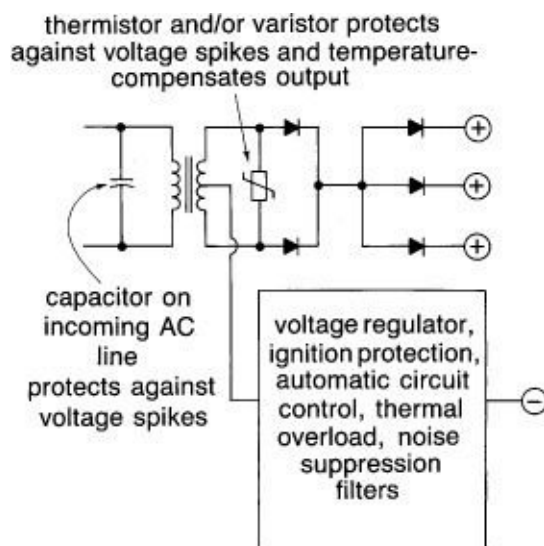 thermistor and/or varistor protects
against voltage spikes and temperature-
compensates output
+
+
+
capacitor on
incoming AC
line
protects against
voltage spikes
voltage regulator,
ignition protection,
automatic circuit
control, thermal
overload, noise
suppression
filters
−